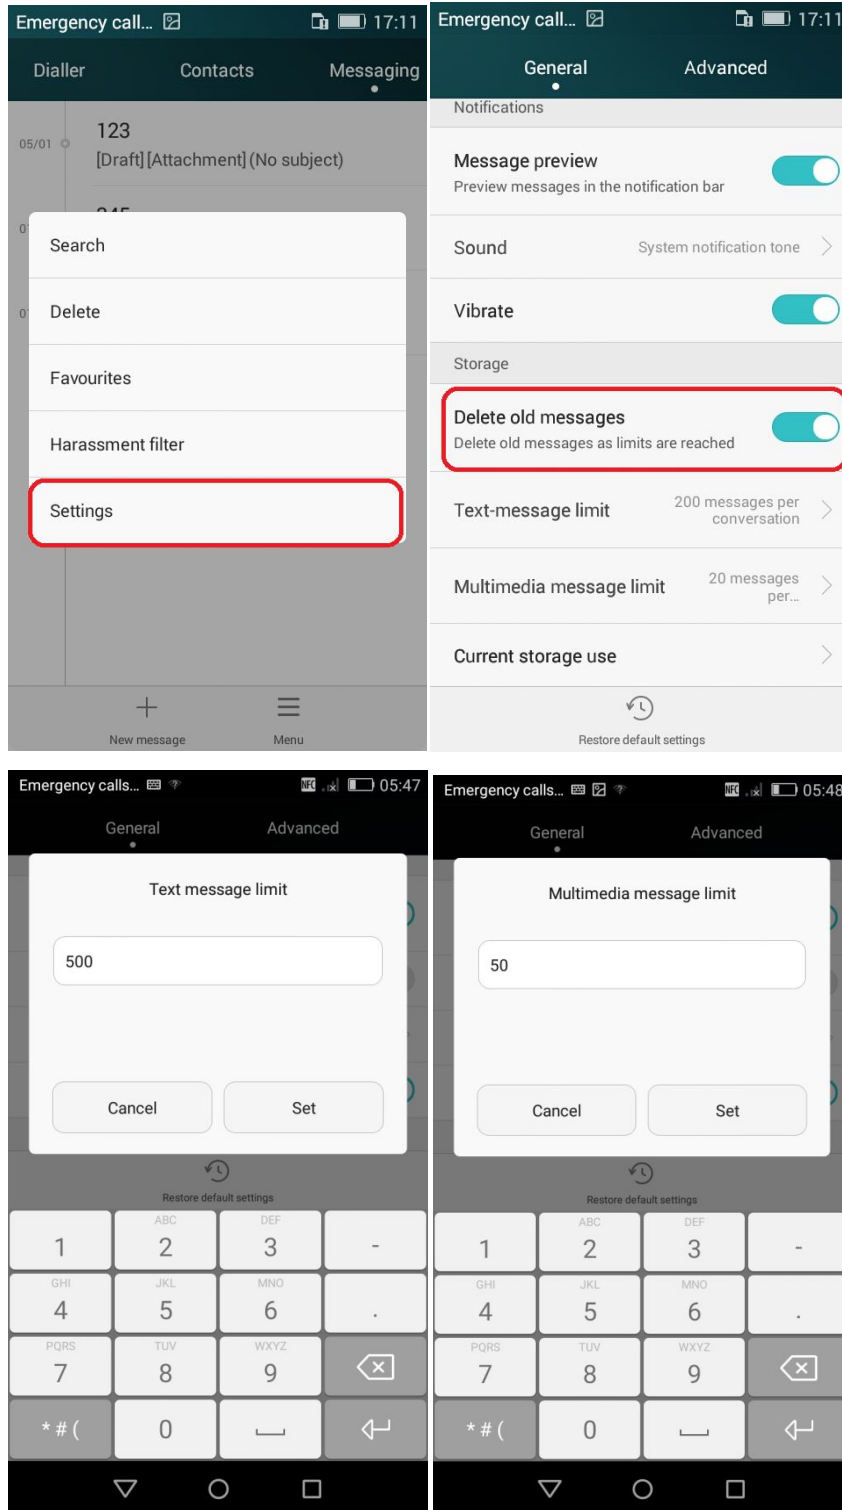 Emergency call... 17:11
Dialler Contacts Messaging
05/01 123
[Draft][Attachment](No subject)
Search
Delete
Favourites
Harassment filter
Settings
New message Menu
Emergency call... 17:11
General Advanced
Notifications
Message preview
Preview messages in the notification bar
Sound System notification tone
Vibrate
Storage
Delete old messages
Delete old messages as limits are reached
Text-message limit 200 messages per
conversation
Multimedia message limit 20 messages
per...
Current storage use
Restore default settings
Emergency calls... NFC 05:47
General Advanced
Text message limit
500
Cancel Set
Restore default settings
ABC DEF
1 2 3 -
GHI JKL MNO
4 5 6 .
PQRS TUV WXYZ
7 8 9
*#( 0
Emergency calls... NFC 05:48
General Advanced
Multimedia message limit
50
Cancel Set
Restore default settings
ABC DEF
1 2 3 -
GHI JKL MNO
4 5 6 .
PQRS TUV WXYZ
7 8 9
*#( 0